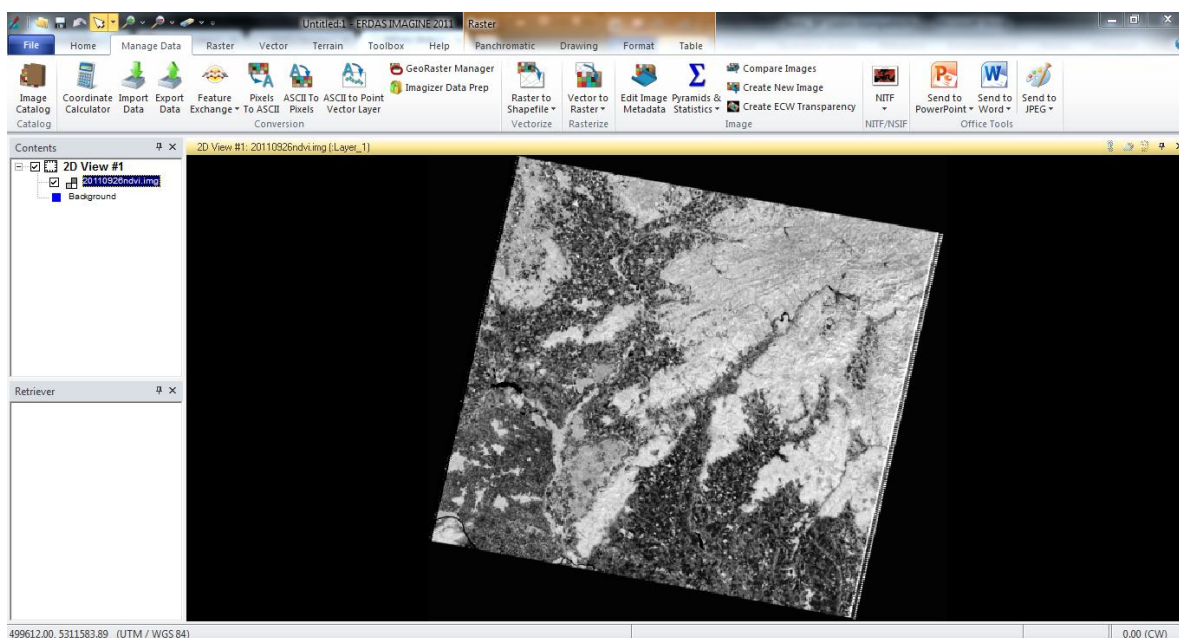 Untitled:1 - ERDAS IMAGINE 2011 Raster
File Home Manage Data Raster Vector Terrain Toolbox Help Panchromatic Drawing Format Table
Image Catalog
Coordinate Calculator
Import Data
Export Data
Feature Exchange
Pixels To ASCII
ASCII To Pixels
ASCII to Point Vector Layer
GeoRaster Manager
Imagizer Data Prep
Raster to Shapefile
Vector to Raster
Edit Image Metadata
Pyramids & Statistics
Compare Images
Create New Image
Create ECW Transparency
NITF
Send to PowerPoint
Send to Word
Send to JPEG
Catalog Conversion Vectorize Rasterize Image NITF/NSIF Office Tools
Contents
2D View #1: 20110926ndvi.img (:Layer_1)
2D View #1
20110926ndvi.img
Background
Retriever
499612.00, 5311583.89 (UTM / WGS 84) 0.00 (CW)